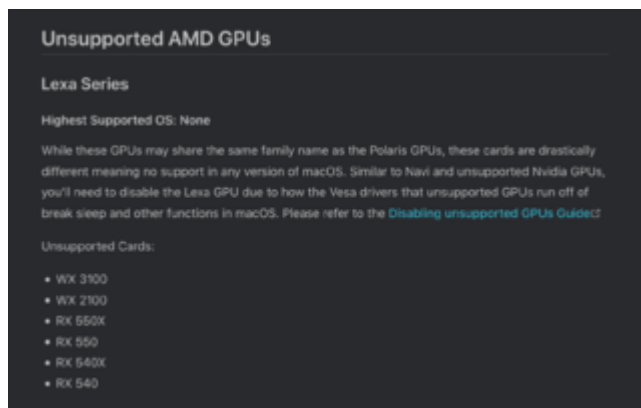 Unsupported AMD GPUs
Lexa Series
Highest Supported OS: None
While these GPUs may share the same family name as the Polaris GPUs, these cards are drastically
different meaning no support in any version of macOS. Similar to Navi and unsupported Nvidia GPUs,
you'll need to disable the Lexa GPU due to how the Vesa drivers that unsupported GPUs run off of
break sleep and other functions in macOS. Please refer to the Disabling unsupported GPUs Guide
Unsupported Cards:
• WX 3100
• WX 2100
• RX 550X
• RX 550
• RX 540X
• RX 540